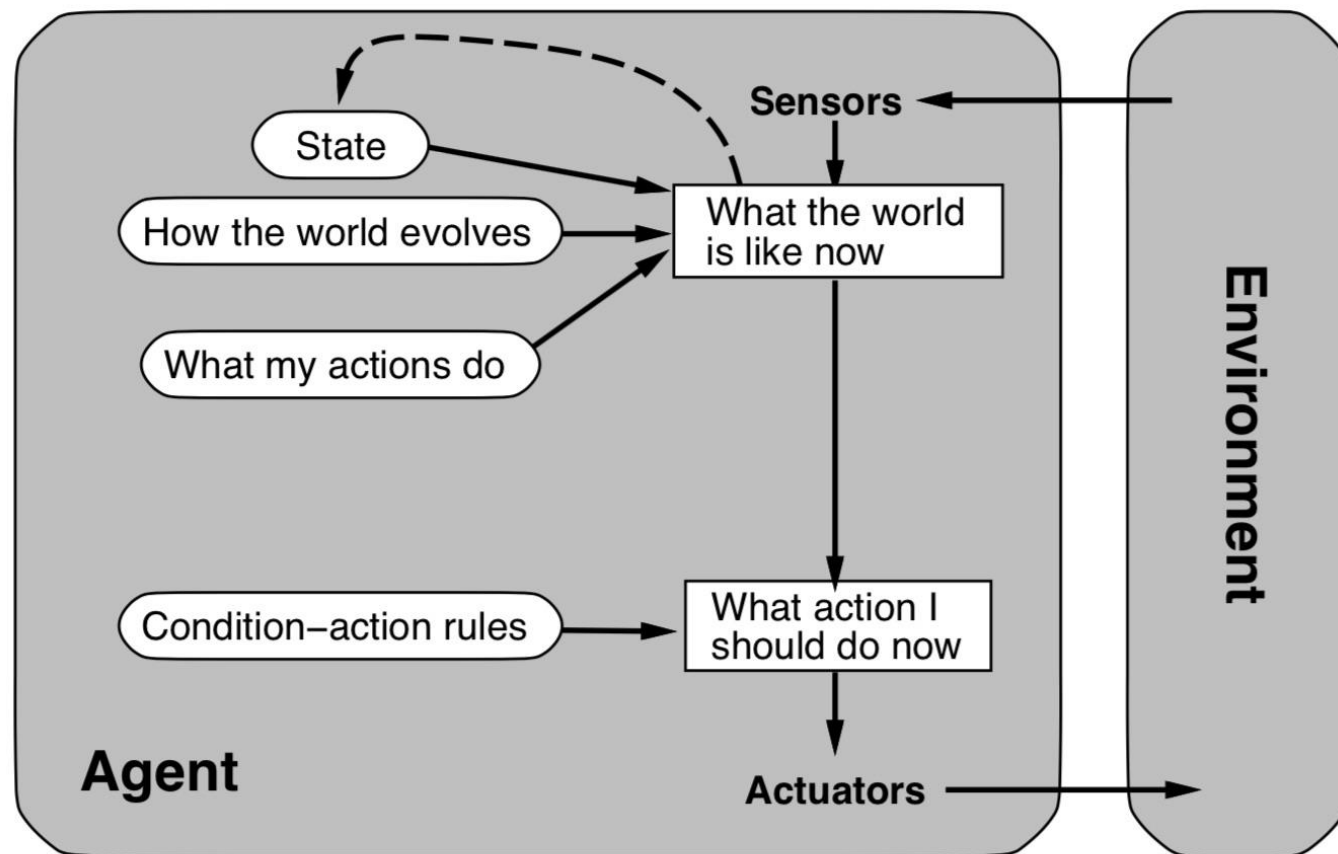 Sensors
State
What the world
is like now
How the world evolves
What my actions do
Environment
Condition–action rules
What action I
should do now
Agent
Actuators